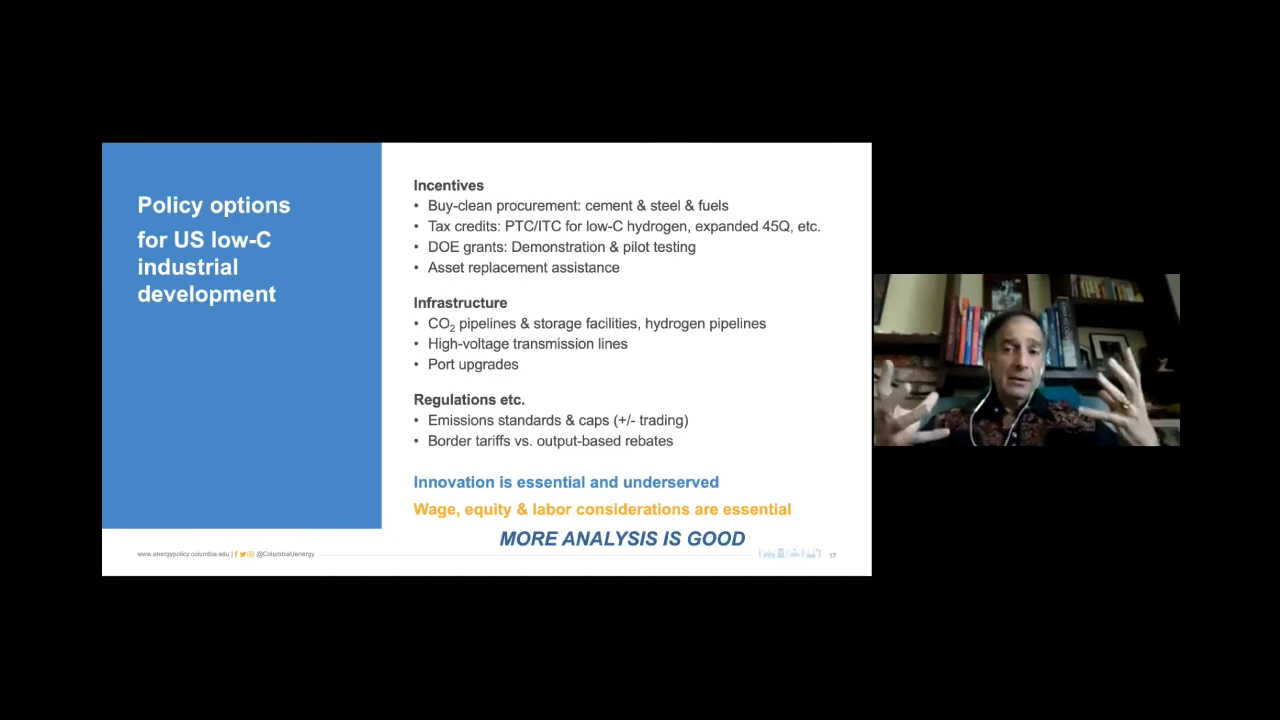 Policy options
for US low-C
industrial
development
Incentives
• Buy-clean procurement: cement & steel & fuels
• Tax credits: PTC/ITC for low-C hydrogen, expanded 45Q, etc.
• DOE grants: Demonstration & pilot testing
• Asset replacement assistance
Infrastructure
• CO₂ pipelines & storage facilities, hydrogen pipelines
• High-voltage transmission lines
• Port upgrades
Regulations etc.
• Emissions standards & caps (+/- trading)
• Border tariffs vs. output-based rebates
Innovation is essential and underserved
Wage, equity & labor considerations are essential
MORE ANALYSIS IS GOOD
www.energypolicy.columbia.edu | @ColumbiaUenergy
17